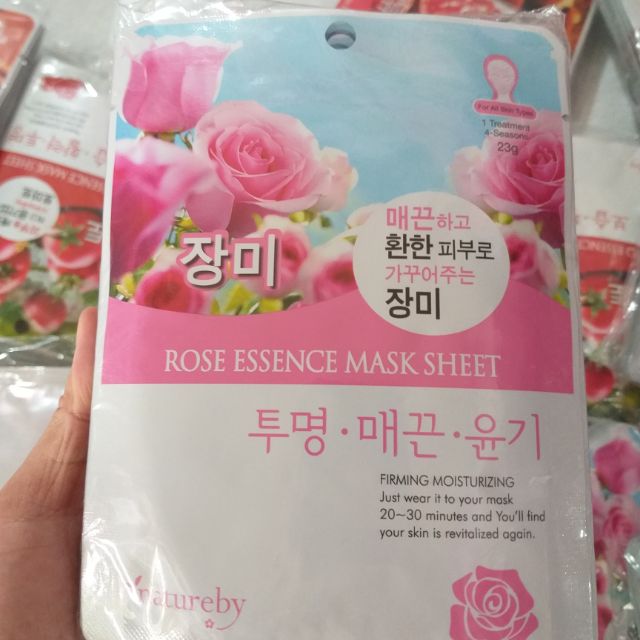 For All Skin Types
1 Treatment
4-Seasons
23g
매끈하고
환한 피부로
가꾸어주는
장미
장미
ROSE ESSENCE MASK SHEET
투명·매끈·윤기
FIRMING MOISTURIZING
Just wear it to your mask
20~30 minutes and You'll find
your skin is revitalized again.
natureby
ESSENCE MASK SHEET